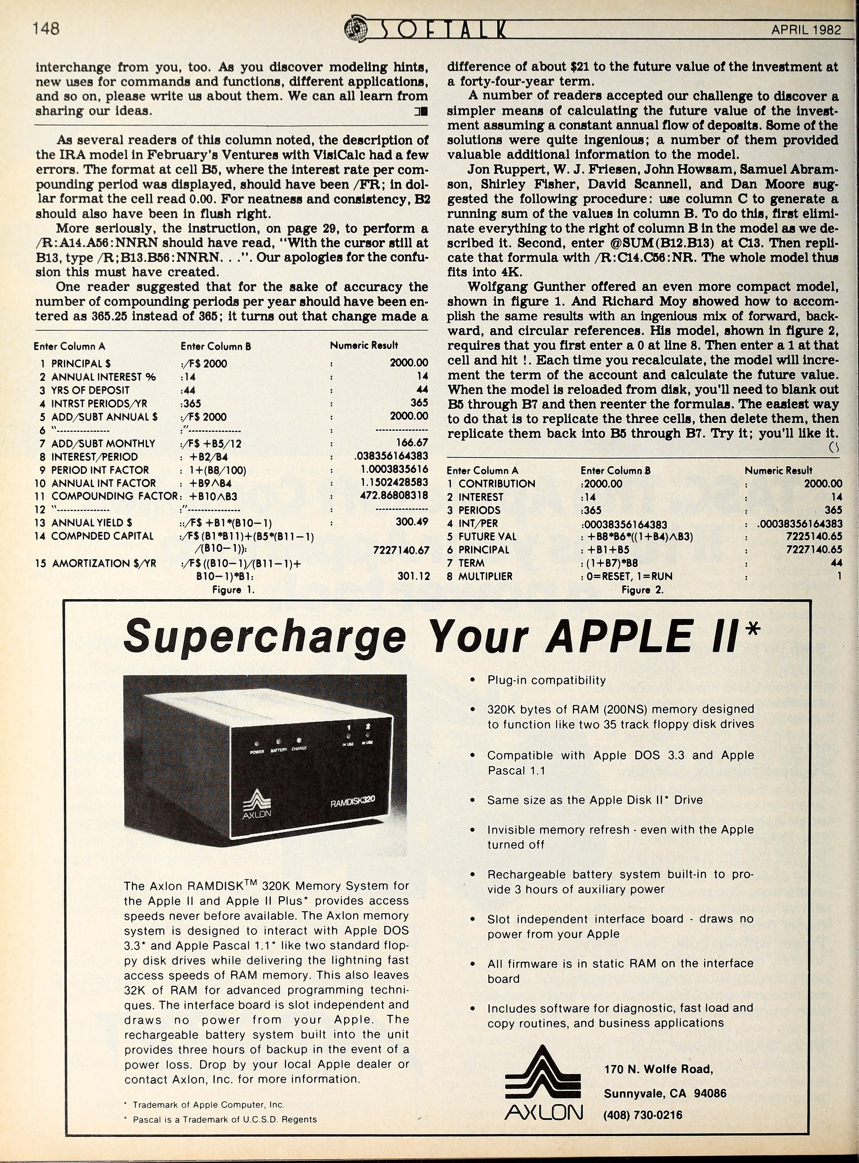 148
SOFTALK
APRIL 1982
interchange from you, too. As you discover modeling hints,
new uses for commands and functions, different applications,
and so on, please write us about them. We can all learn from
sharing our ideas.
As several readers of this column noted, the description of
the IRA model in February's Ventures with VisiCalc had a few
errors. The format at cell B5, where the interest rate per com-
pounding period was displayed, should have been /FR; in dol-
lar format the cell read 0.00. For neatness and consistency, B2
should also have been in flush right.
More seriously, the instruction, on page 29, to perform a
/R:A14.A56:NNRN should have read, "With the cursor still at
B13, type /R;B13.B56:NNRN. . .". Our apologies for the confu-
sion this must have created.
One reader suggested that for the sake of accuracy the
number of compounding periods per year should have been en-
tered as 365.25 instead of 365; it turns out that change made a
difference of about $21 to the future value of the investment at
a forty-four-year term.
A number of readers accepted our challenge to discover a
simpler means of calculating the future value of the invest-
ment assuming a constant annual flow of deposits. Some of the
solutions were quite ingenious; a number of them provided
valuable additional information to the model.
Jon Ruppert, W. J. Friesen, John Howsam, Samuel Abram-
son, Shirley Fisher, David Scannell, and Dan Moore sug-
gested the following procedure: use column C to generate a
running sum of the values in column B. To do this, first elimi-
nate everything to the right of column B in the model as we de-
scribed it. Second, enter @SUM(B12.B13) at C13. Then repli-
cate that formula with /R:C14.C56:NR. The whole model thus
fits into 4K.
Wolfgang Gunther offered an even more compact model,
shown in figure 1. And Richard Moy showed how to accom-
plish the same results with an ingenious mix of forward, back-
ward, and circular references. His model, shown in figure 2,
requires that you first enter a 0 at line 8. Then enter a 1 at that
cell and hit !. Each time you recalculate, the model will incre-
ment the term of the account and calculate the future value.
When the model is reloaded from disk, you'll need to blank out
B5 through B7 and then reenter the formulas. The easiest way
to do that is to replicate the three cells, then delete them, then
replicate them back into B5 through B7. Try it; you'll like it.
Enter Column A Enter Column B Numeric Result
1 PRINCIPAL $ :/F$ 2000 : 2000.00
2 ANNUAL INTEREST % :14 : 14
3 YRS OF DEPOSIT :44 : 44
4 INTRST PERIODS/YR :365 : 365
5 ADD/SUBT ANNUAL $ :/F$ 2000 : 2000.00
6 "--------------- :"--------------- ---------------
7 ADD/SUBT MONTHLY :/F$ +B5/12 : 166.67
8 INTEREST/PERIOD : +B2/B4 : .038356164383
9 PERIOD INT FACTOR : 1+(B8/100) : 1.0003835616
10 ANNUAL INT FACTOR : +B9∧B4 : 1.1502428581
11 COMPOUNDING FACTOR: +B10∧B3 : 472.86808318
12 "--------------- :"--------------- ---------------
13 ANNUAL YIELD $ ::/F$ +B1*(B10−1) : 300.49
14 COMPNDED CAPITAL :/F$ (B1*B11)+(B5*(B11−1)
/(B10−1)): 7227140.67
15 AMORTIZATION $/YR :/F$ ((B10−1)/(B11−1)+
B10−1)*B1: 301.12
Figure 1.
Enter Column A Enter Column B Numeric Result
1 CONTRIBUTION :2000.00 : 2000.00
2 INTEREST :14 : 14
3 PERIODS :365 : 365
4 INT/PER :00038356164383 : .00038356164383
5 FUTURE VAL : +B8*B6*((1+B4)∧B3) : 7225140.65
6 PRINCIPAL : +B1+B5 : 7227140.65
7 TERM : (1+B7)*B8 : 44
8 MULTIPLIER : 0=RESET, 1=RUN : 1
Figure 2.
Supercharge Your APPLE II*
POWER BATTERY CHARGE
1 2
IN USE IN USE
AXLON
RAMDISK320
The Axlon RAMDISK™ 320K Memory System for
the Apple II and Apple II Plus* provides access
speeds never before available. The Axlon memory
system is designed to interact with Apple DOS
3.3* and Apple Pascal 1.1* like two standard flop-
py disk drives while delivering the lightning fast
access speeds of RAM memory. This also leaves
32K of RAM for advanced programming techni-
ques. The interface board is slot independent and
draws no power from your Apple. The
rechargeable battery system built into the unit
provides three hours of backup in the event of a
power loss. Drop by your local Apple dealer or
contact Axlon, Inc. for more information.
* Trademark of Apple Computer, Inc.
* Pascal is a Trademark of U.C.S.D. Regents
• Plug-in compatibility
• 320K bytes of RAM (200NS) memory designed
to function like two 35 track floppy disk drives
• Compatible with Apple DOS 3.3 and Apple
Pascal 1.1
• Same size as the Apple Disk II* Drive
• Invisible memory refresh - even with the Apple
turned off
• Rechargeable battery system built-in to pro-
vide 3 hours of auxiliary power
• Slot independent interface board - draws no
power from your Apple
• All firmware is in static RAM on the interface
board
• Includes software for diagnostic, fast load and
copy routines, and business applications
AXLON
170 N. Wolfe Road,
Sunnyvale, CA 94086
(408) 730-0216